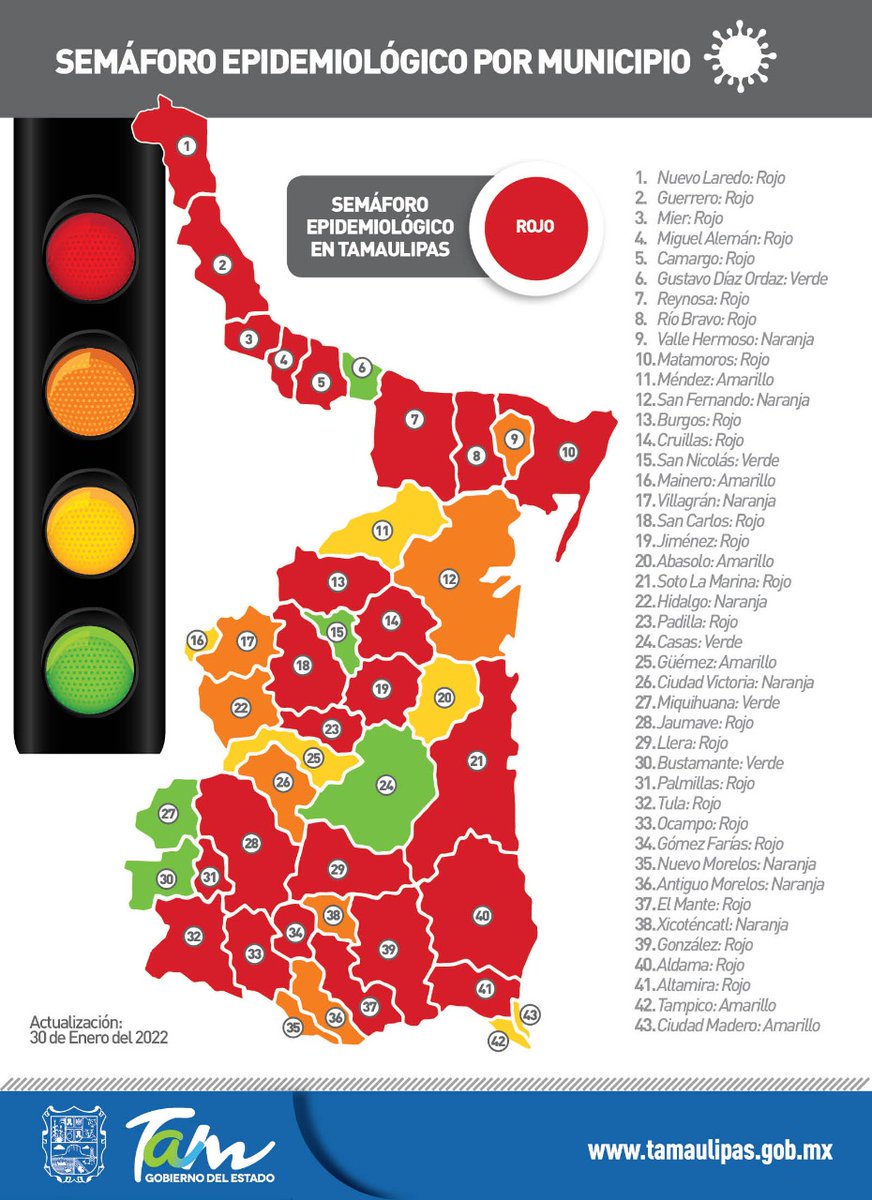 SEMÁFORO EPIDEMIOLÓGICO POR MUNICIPIO
SEMÁFORO
EPIDEMIOLÓGICO
EN TAMAULIPAS
ROJO
1. Nuevo Laredo: Rojo
2. Guerrero: Rojo
3. Mier: Rojo
4. Miguel Alemán: Rojo
5. Camargo: Rojo
6. Gustavo Díaz Ordaz: Verde
7. Reynosa: Rojo
8. Río Bravo: Rojo
9. Valle Hermoso: Naranja
10. Matamoros: Rojo
11. Méndez: Amarillo
12. San Fernando: Naranja
13. Burgos: Rojo
14. Cruillas: Rojo
15. San Nicolás: Verde
16. Mainero: Amarillo
17. Villagrán: Naranja
18. San Carlos: Rojo
19. Jiménez: Rojo
20. Abasolo: Amarillo
21. Soto La Marina: Rojo
22. Hidalgo: Naranja
23. Padilla: Rojo
24. Casas: Verde
25. Güémez: Amarillo
26. Ciudad Victoria: Naranja
27. Miquihuana: Verde
28. Jaumave: Rojo
29. Llera: Rojo
30. Bustamante: Verde
31. Palmillas: Rojo
32. Tula: Rojo
33. Ocampo: Rojo
34. Gómez Farías: Rojo
35. Nuevo Morelos: Naranja
36. Antiguo Morelos: Naranja
37. El Mante: Rojo
38. Xicoténcatl: Naranja
39. González: Rojo
40. Aldama: Rojo
41. Altamira: Rojo
42. Tampico: Amarillo
43. Ciudad Madero: Amarillo
1
2
3
4
5
6
7
8
9
10
11
12
13
14
15
16
17
18
19
20
21
22
23
24
25
26
27
28
29
30
31
32
33
34
35
36
37
38
39
40
41
42
43
Actualización:
30 de Enero del 2022
Tam
GOBIERNO DEL ESTADO
www.tamaulipas.gob.mx